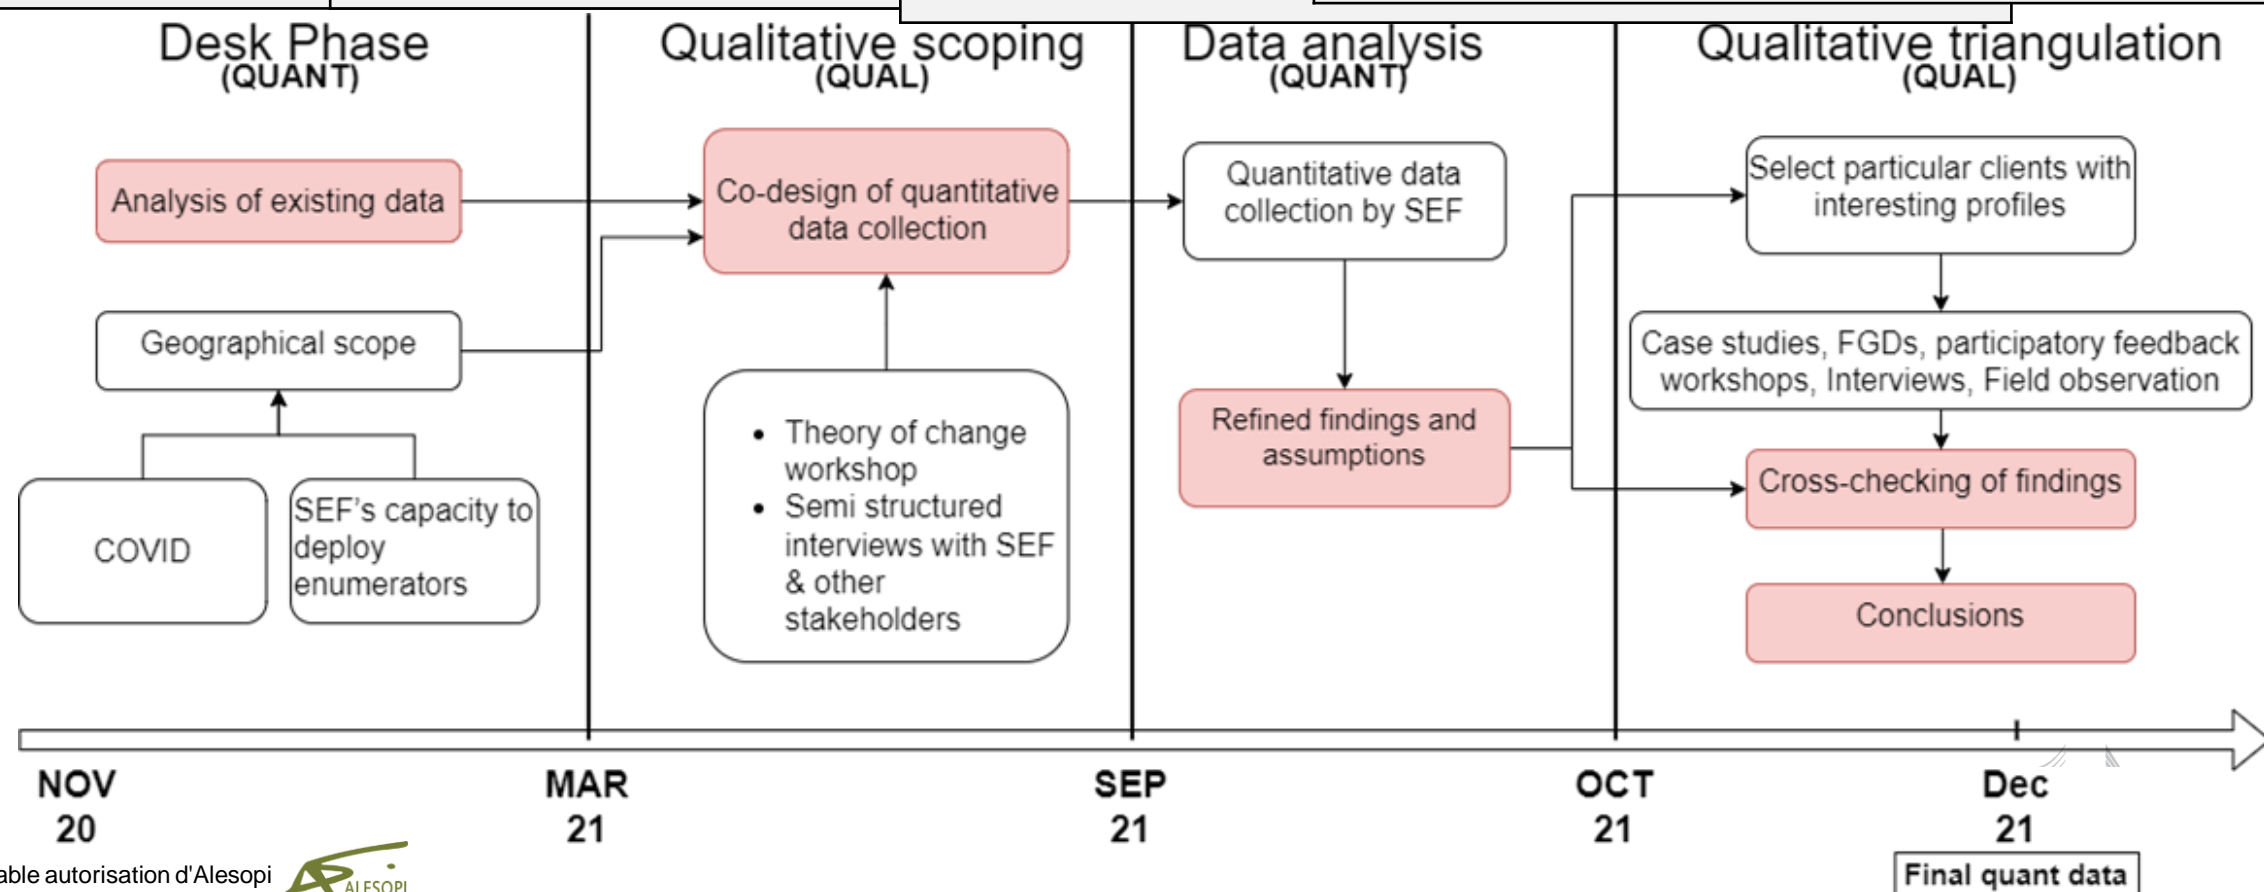 Desk Phase
(QUANT)
Qualitative scoping
(QUAL)
Data analysis
(QUANT)
Qualitative triangulation
(QUAL)
Analysis of existing data
Geographical scope
COVID
SEF's capacity to
deploy
enumerators
Co-design of quantitative
data collection
• Theory of change
workshop
• Semi structured
interviews with SEF
& other
stakeholders
Quantitative data
collection by SEF
Refined findings and
assumptions
Select particular clients with
interesting profiles
Case studies, FGDs, participatory feedback
workshops, Interviews, Field observation
Cross-checking of findings
Conclusions
NOV
20
MAR
21
SEP
21
OCT
21
Dec
21
Final quant data
able autorisation d'Alesopi
ALESOPI